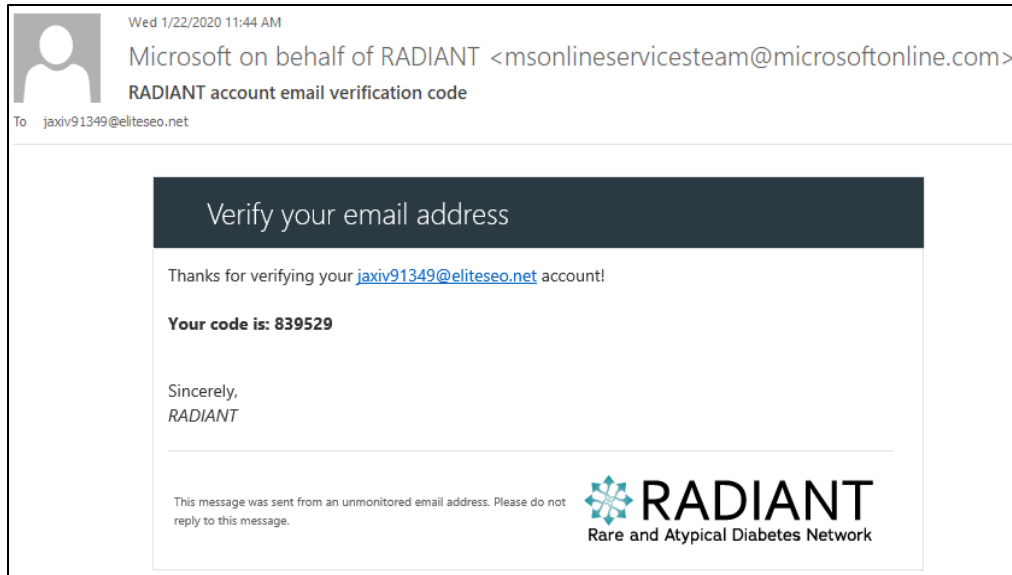 Wed 1/22/2020 11:44 AM
Microsoft on behalf of RADIANT <msonlineservicesteam@microsoftonline.com>
RADIANT account email verification code
To jaxiv91349@eliteseo.net
Verify your email address
Thanks for verifying your jaxiv91349@eliteseo.net account!
Your code is: 839529
Sincerely,
RADIANT
This message was sent from an unmonitored email address. Please do not
reply to this message.
RADIANT
Rare and Atypical Diabetes Network